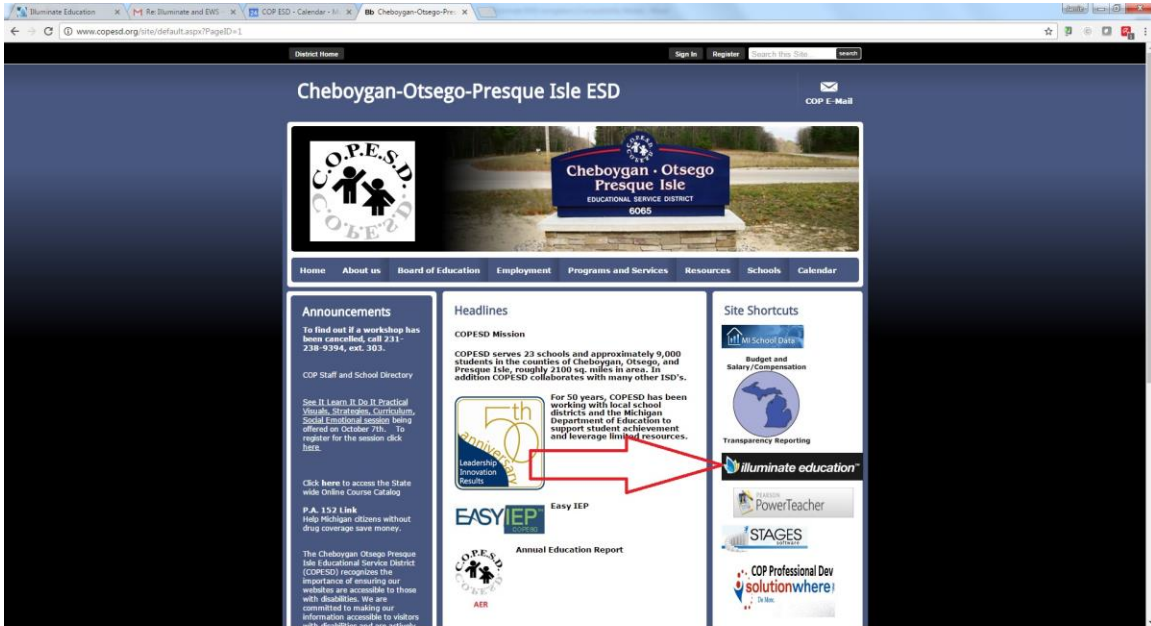 Illuminate Education
Re: Illuminate and EWS
COP ESD - Calendar - M
Cheboygan-Otsego-Pre
www.copesd.org/site/default.aspx?PageID=1
District Home
Sign In
Register
Search this Site
search
Cheboygan-Otsego-Presque Isle ESD
COP E-Mail
C.O.P.E.S.D.
C.O.P.E.S.D.
Cheboygan · Otsego
Presque Isle
EDUCATIONAL SERVICE DISTRICT
6065
Home
About us
Board of Education
Employment
Programs and Services
Resources
Schools
Calendar
Announcements
To find out if a workshop has
been cancelled, call 231-
238-9394, ext. 303.
COP Staff and School Directory
See It Learn It Do It Practical
Visuals, Strategies, Curriculum,
Social Emotional session being
offered on October 7th. To
register for the session click
here
Click here to access the State
wide Online Course Catalog
P.A. 152 Link
Help Michigan citizens without
drug coverage save money.
The Cheboygan Otsego Presque
Isle Educational Service District
(COPESD) recognizes the
importance of ensuring our
websites are accessible to those
with disabilities. We are
committed to making our
information accessible to visitors
with disabilities and are actively
Headlines
COPESD Mission
COPESD serves 23 schools and approximately 9,000
students in the counties of Cheboygan, Otsego, and
Presque Isle, roughly 2100 sq. miles in area. In
addition COPESD collaborates with many other ISD's.
50th
anniversary
Leadership
Innovation
Results
For 50 years, COPESD has been
working with local school
districts and the Michigan
Department of Education to
support student achievement
and leverage limited resources.
EASY IEP
COPESD
Easy IEP
C.O.P.E.S.D.
AER
Annual Education Report
Site Shortcuts
MI School Data
Budget and
Salary/Compensation
Transparency Reporting
illuminate education™
PEARSON
PowerTeacher
STAGES
software
COP Professional Dev
solutionwhere